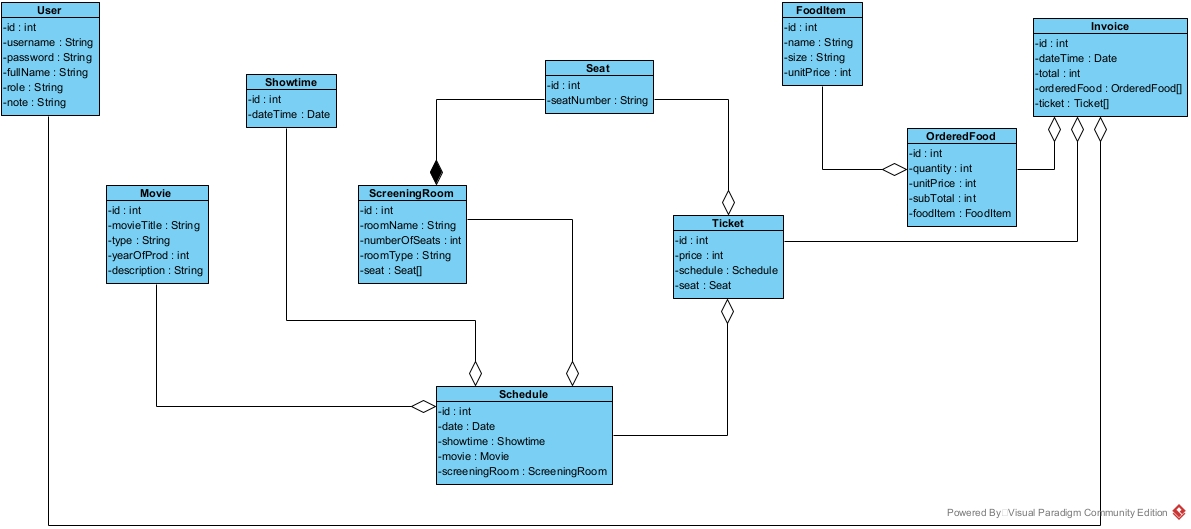 User
-id : int
-username : String
-password : String
-fullName : String
-role : String
-note : String
Showtime
-id : int
-dateTime : Date
Seat
-id : int
-seatNumber : String
FoodItem
-id : int
-name : String
-size : String
-unitPrice : int
Invoice
-id : int
-dateTime : Date
-total : int
-orderedFood : OrderedFood[]
-ticket : Ticket[]
OrderedFood
-id : int
-quantity : int
-unitPrice : int
-subTotal : int
-foodItem : FoodItem
Movie
-id : int
-movieTitle : String
-type : String
-yearOfProd : int
-description : String
ScreeningRoom
-id : int
-roomName : String
-numberOfSeats : int
-roomType : String
-seat : Seat[]
Ticket
-id : int
-price : int
-schedule : Schedule
-seat : Seat
Schedule
-id : int
-date : Date
-showtime : Showtime
-movie : Movie
-screeningRoom : ScreeningRoom
Powered By Visual Paradigm Community Edition